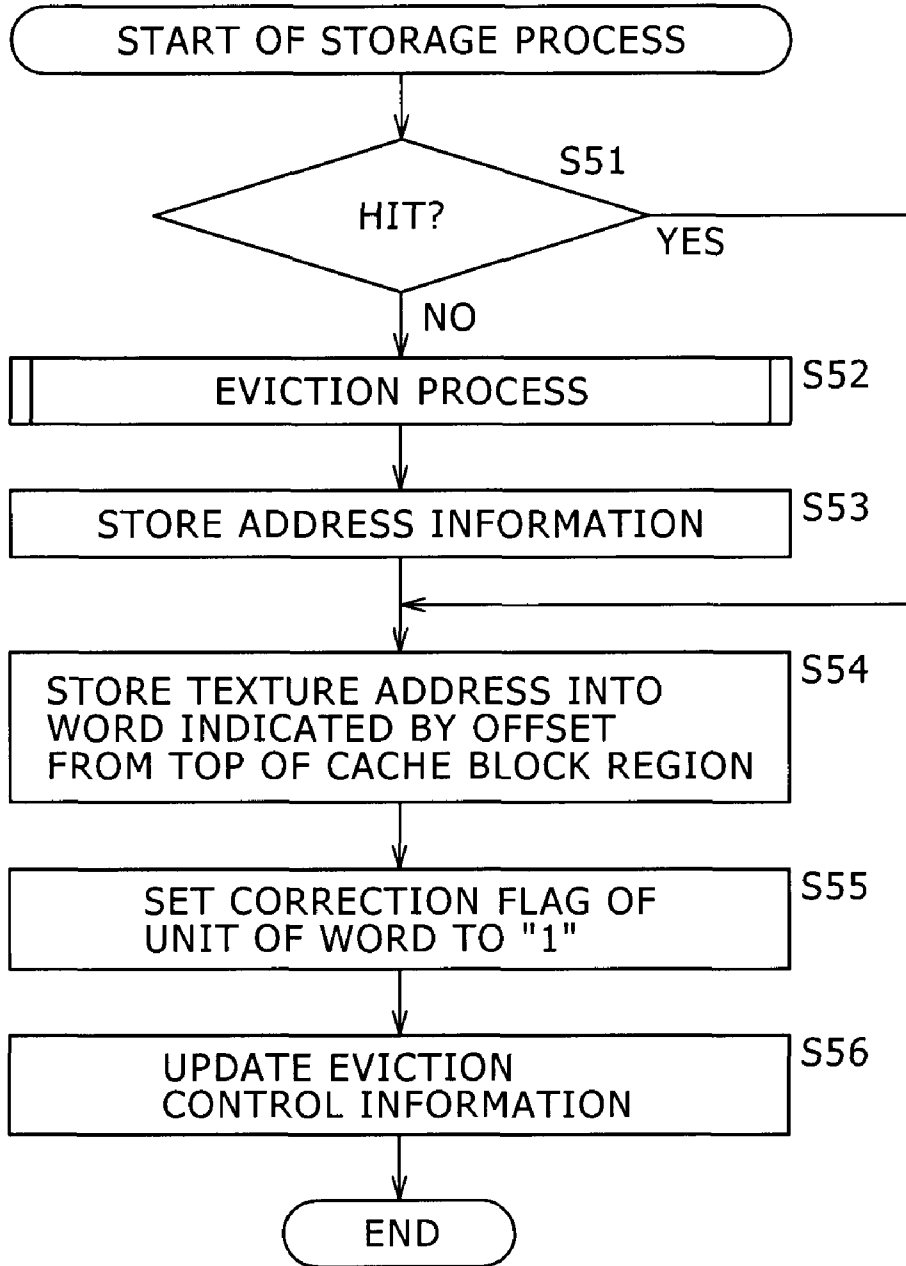 START OF STORAGE PROCESS
S51
HIT?
YES
NO
EVICTION PROCESS
S52
STORE ADDRESS INFORMATION
S53
STORE TEXTURE ADDRESS INTO
WORD INDICATED BY OFFSET
FROM TOP OF CACHE BLOCK REGION
S54
SET CORRECTION FLAG OF
UNIT OF WORD TO "1"
S55
UPDATE EVICTION
CONTROL INFORMATION
S56
END